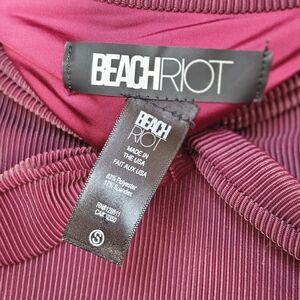 BEACHRIOT
BEACH
RIOT
MADE IN
THE USA
FAIT AUX USA
83% Polyester
17% Spandex
S